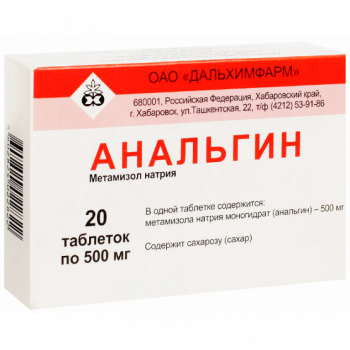 ОАО «ДАЛЬХИМФАРМ»
680001, Российская Федерация, Хабаровский край,
г. Хабаровск, ул.Ташкентская, 22, т/ф (4212) 53-91-86
АНАЛЬГИН
Метамизол натрия
20
таблеток
по 500 мг
В одной таблетке содержится:
метамизола натрия моногидрат (анальгин) – 500 мг
Содержит сахарозу (сахар)